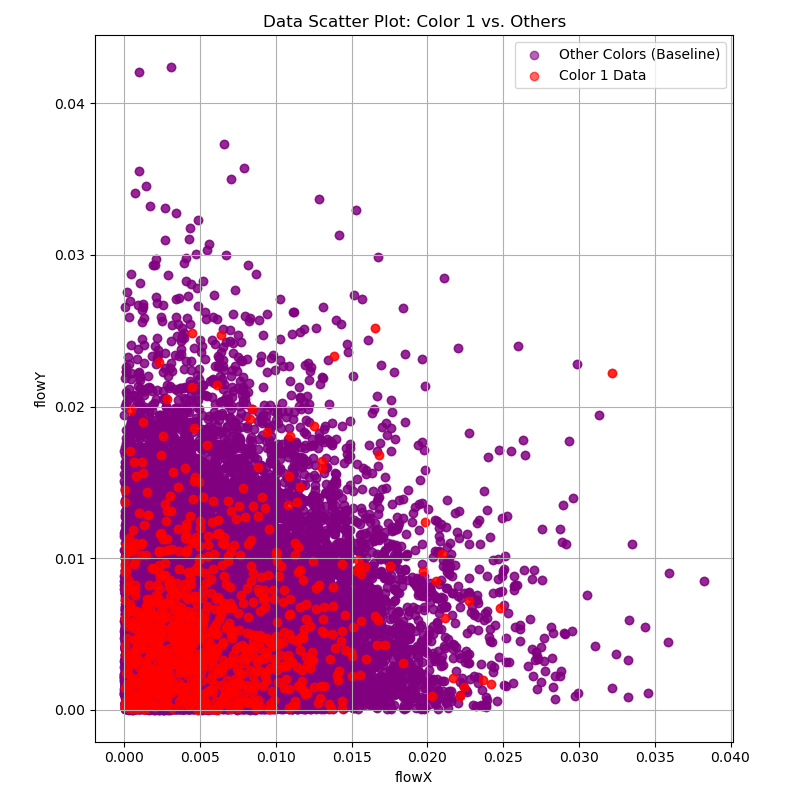 Data Scatter Plot: Color 1 vs. Others
Other Colors (Baseline)
Color 1 Data
flowY
0.04
0.03
0.02
0.01
0.00
0.000 0.005 0.010 0.015 0.020 0.025 0.030 0.035 0.040
flowX